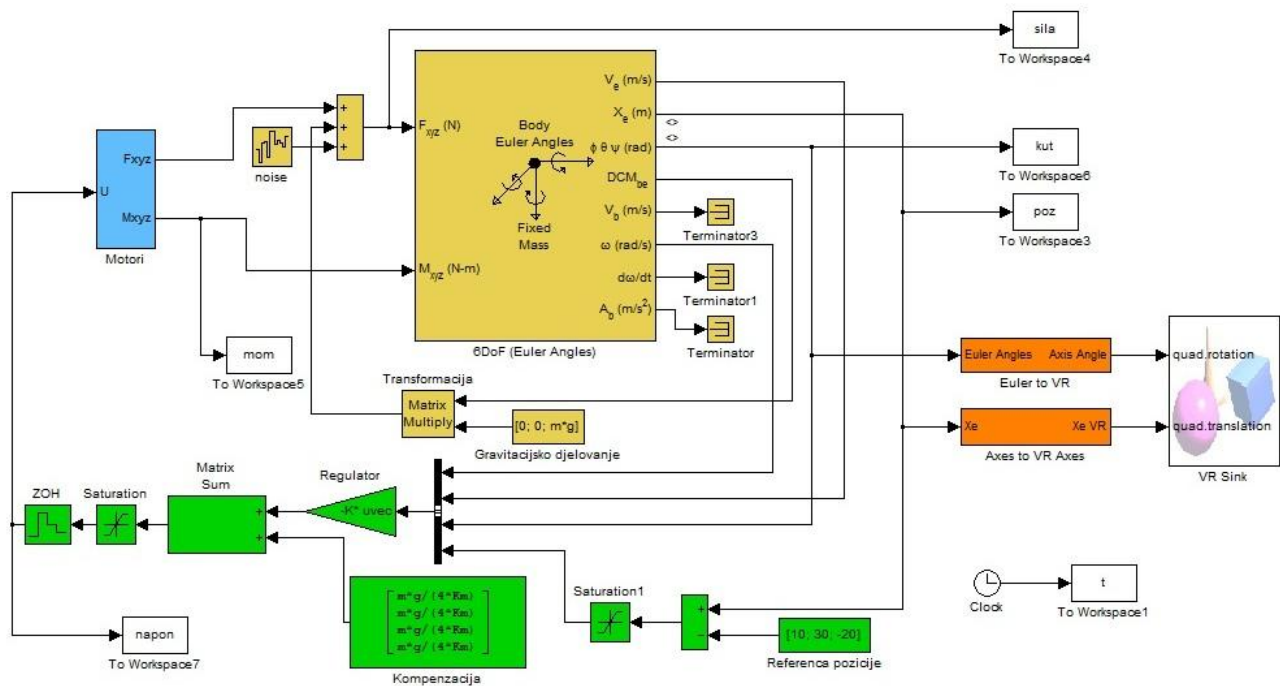 sila
To Workspace4
V_e (m/s)
X_e (m)
F_xyz (N)
Body
Euler Angles
ϕ θ ψ (rad)
<>
<>
kut
To Workspace6
Fxyz
U
Mxyz
Motori
+
+
+
noise
DCM_be
V_b (m/s)
Terminator3
poz
To Workspace3
Fixed
Mass
ω (rad/s)
M_xyz (N-m)
dω/dt
Terminator1
A_b (m/s²)
Terminator
6DoF (Euler Angles)
mom
To Workspace5
Euler Angles Axis Angle
Euler to VR
quad.rotation
Xe Xe VR
Axes to VR Axes
quad.translation
VR Sink
Transformacija
Matrix
Multiply
[0; 0; m*g]
Gravitacijsko djelovanje
ZOH
Saturation
Matrix
Sum
+
+
Regulator
-K* uvec
m*g/(4*Km)
m*g/(4*Km)
m*g/(4*Km)
m*g/(4*Km)
Kompenzacija
Saturation1
+
−
[10; 30; -20]
Referenca pozicije
Clock
t
To Workspace1
napon
To Workspace7